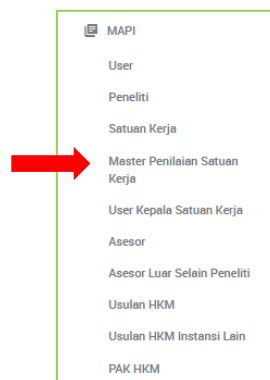 MAPI
User
Peneliti
Satuan Kerja
Master Penilaian Satuan
Kerja
User Kepala Satuan Kerja
Asesor
Asesor Luar Selain Peneliti
Usulan HKM
Usulan HKM Instansi Lain
PAK HKM